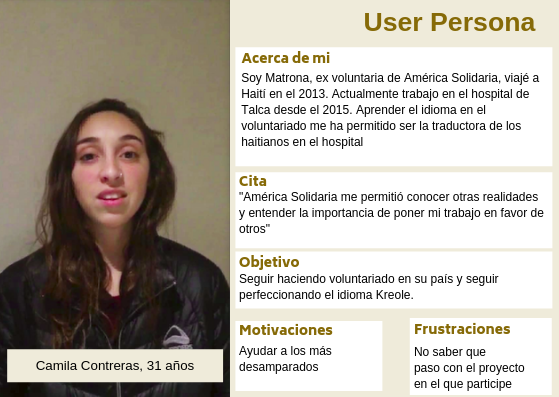 User Persona
Acerca de mi
Soy Matrona, ex voluntaria de América Solidaria, viajé a
Haití en el 2013. Actualmente trabajo en el hospital de
Talca desde el 2015. Aprender el idioma en el
voluntariado me ha permitido ser la traductora de los
haitianos en el hospital
Cita
"América Solidaria me permitió conocer otras realidades
y entender la importancia de poner mi trabajo en favor de
otros"
Objetivo
Seguir haciendo voluntariado en su país y seguir
perfeccionando el idioma Kreole.
Motivaciones
Ayudar a los más
desamparados
Frustraciones
No saber que
paso con el proyecto
en el que participe
Camila Contreras, 31 años